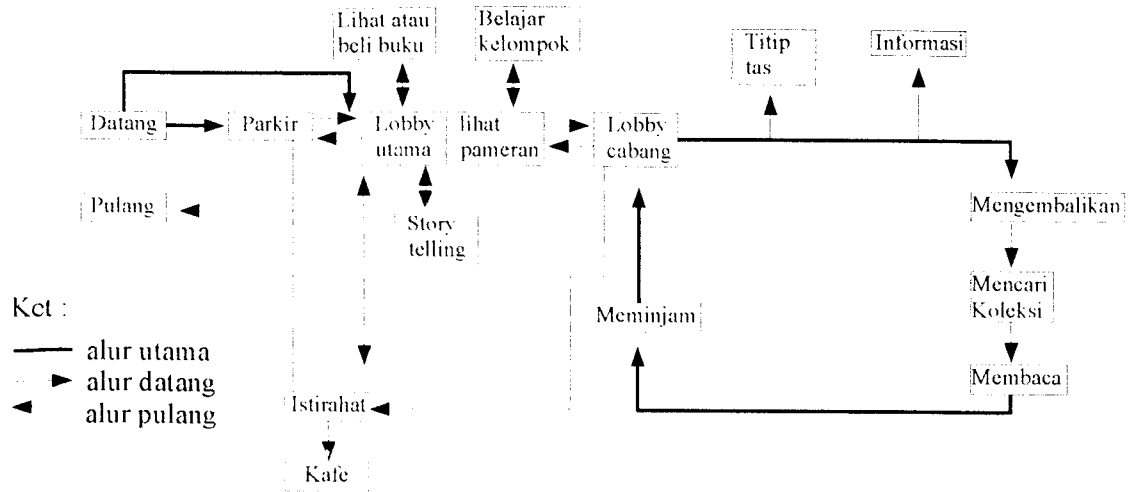 Lihat atau
beli buku
Belajar
kelompok
Titip
tas
Informasi
Datang
Parkir
Lobby
utama
lihat
pameran
Lobby
cabang
Pulang
Story
telling
Mengembalikan
Mencari
Koleksi
Membaca
Meminjam
Ket :
alur utama
alur datang
alur pulang
Istirahat
Kafe